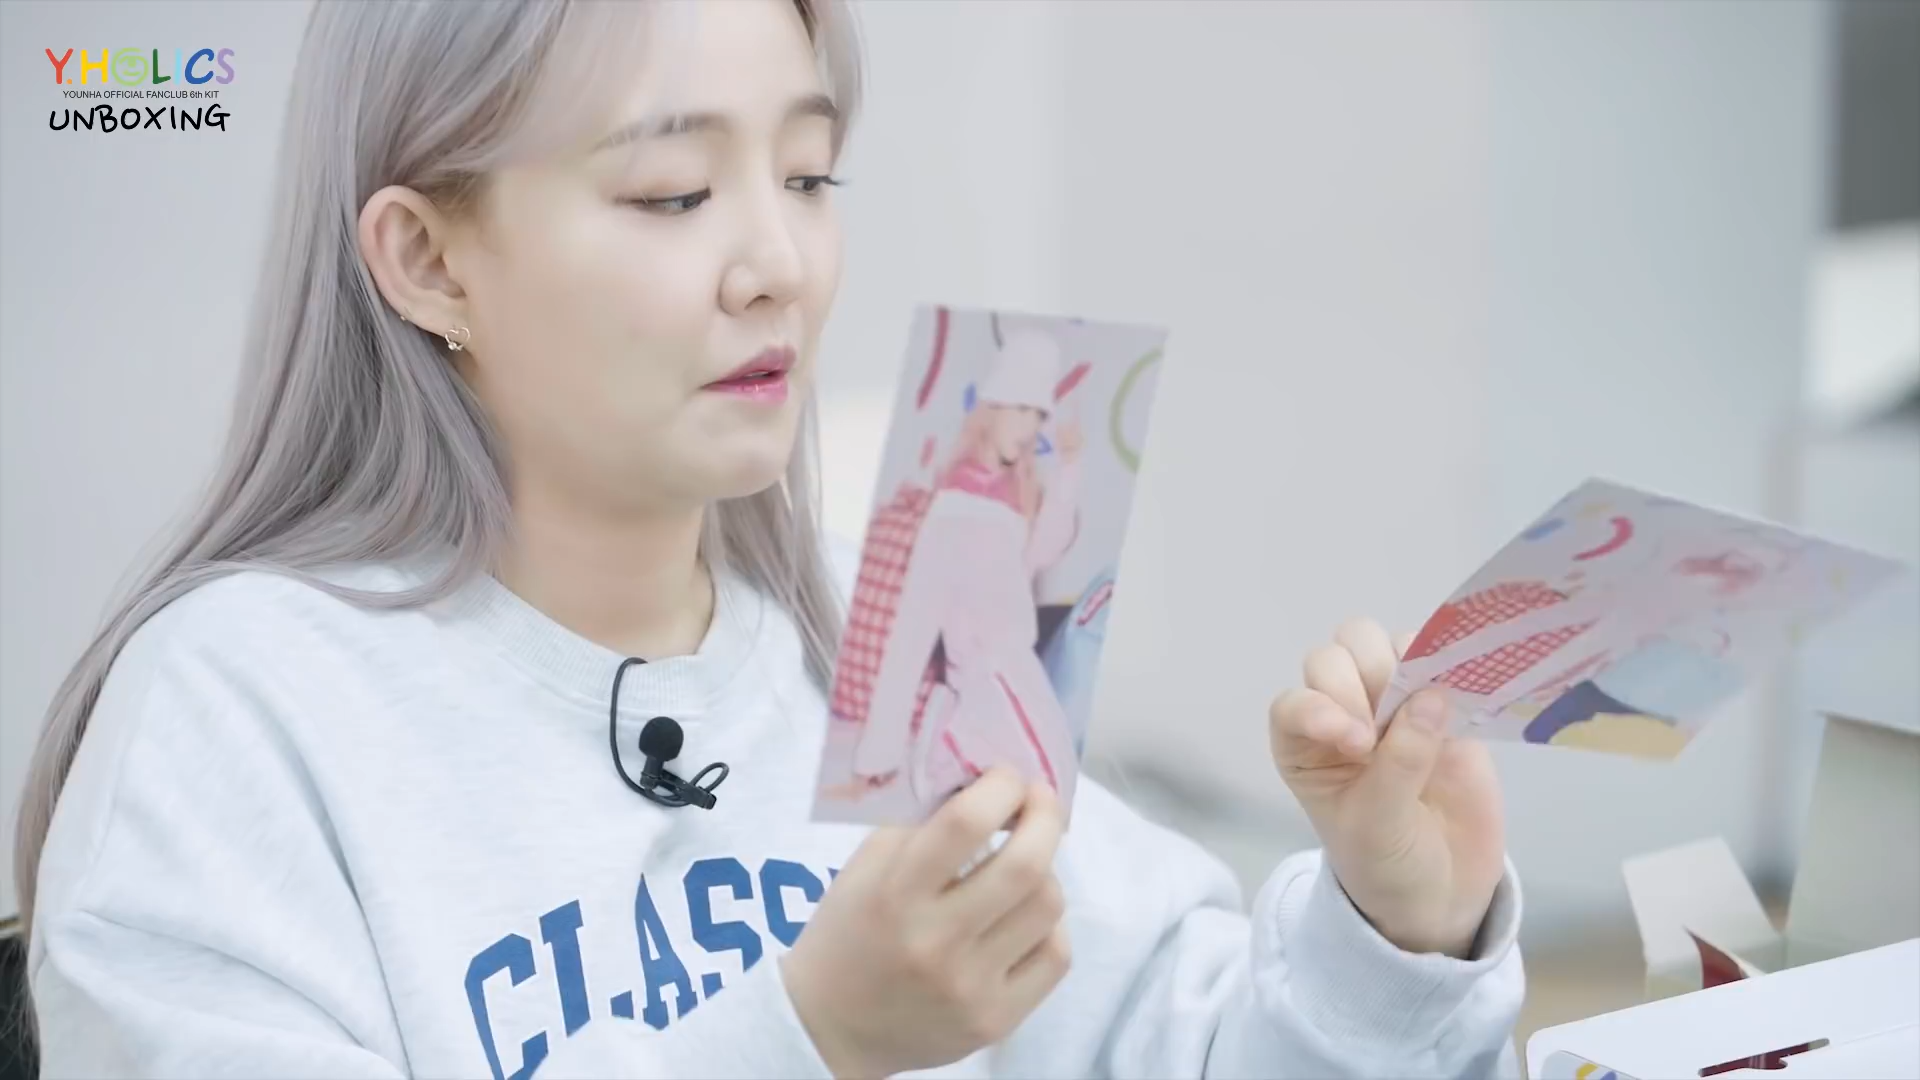 Y.HOLICS
YOUNHA OFFICIAL FANCLUB 6th KIT
UNBOXING
CLASS